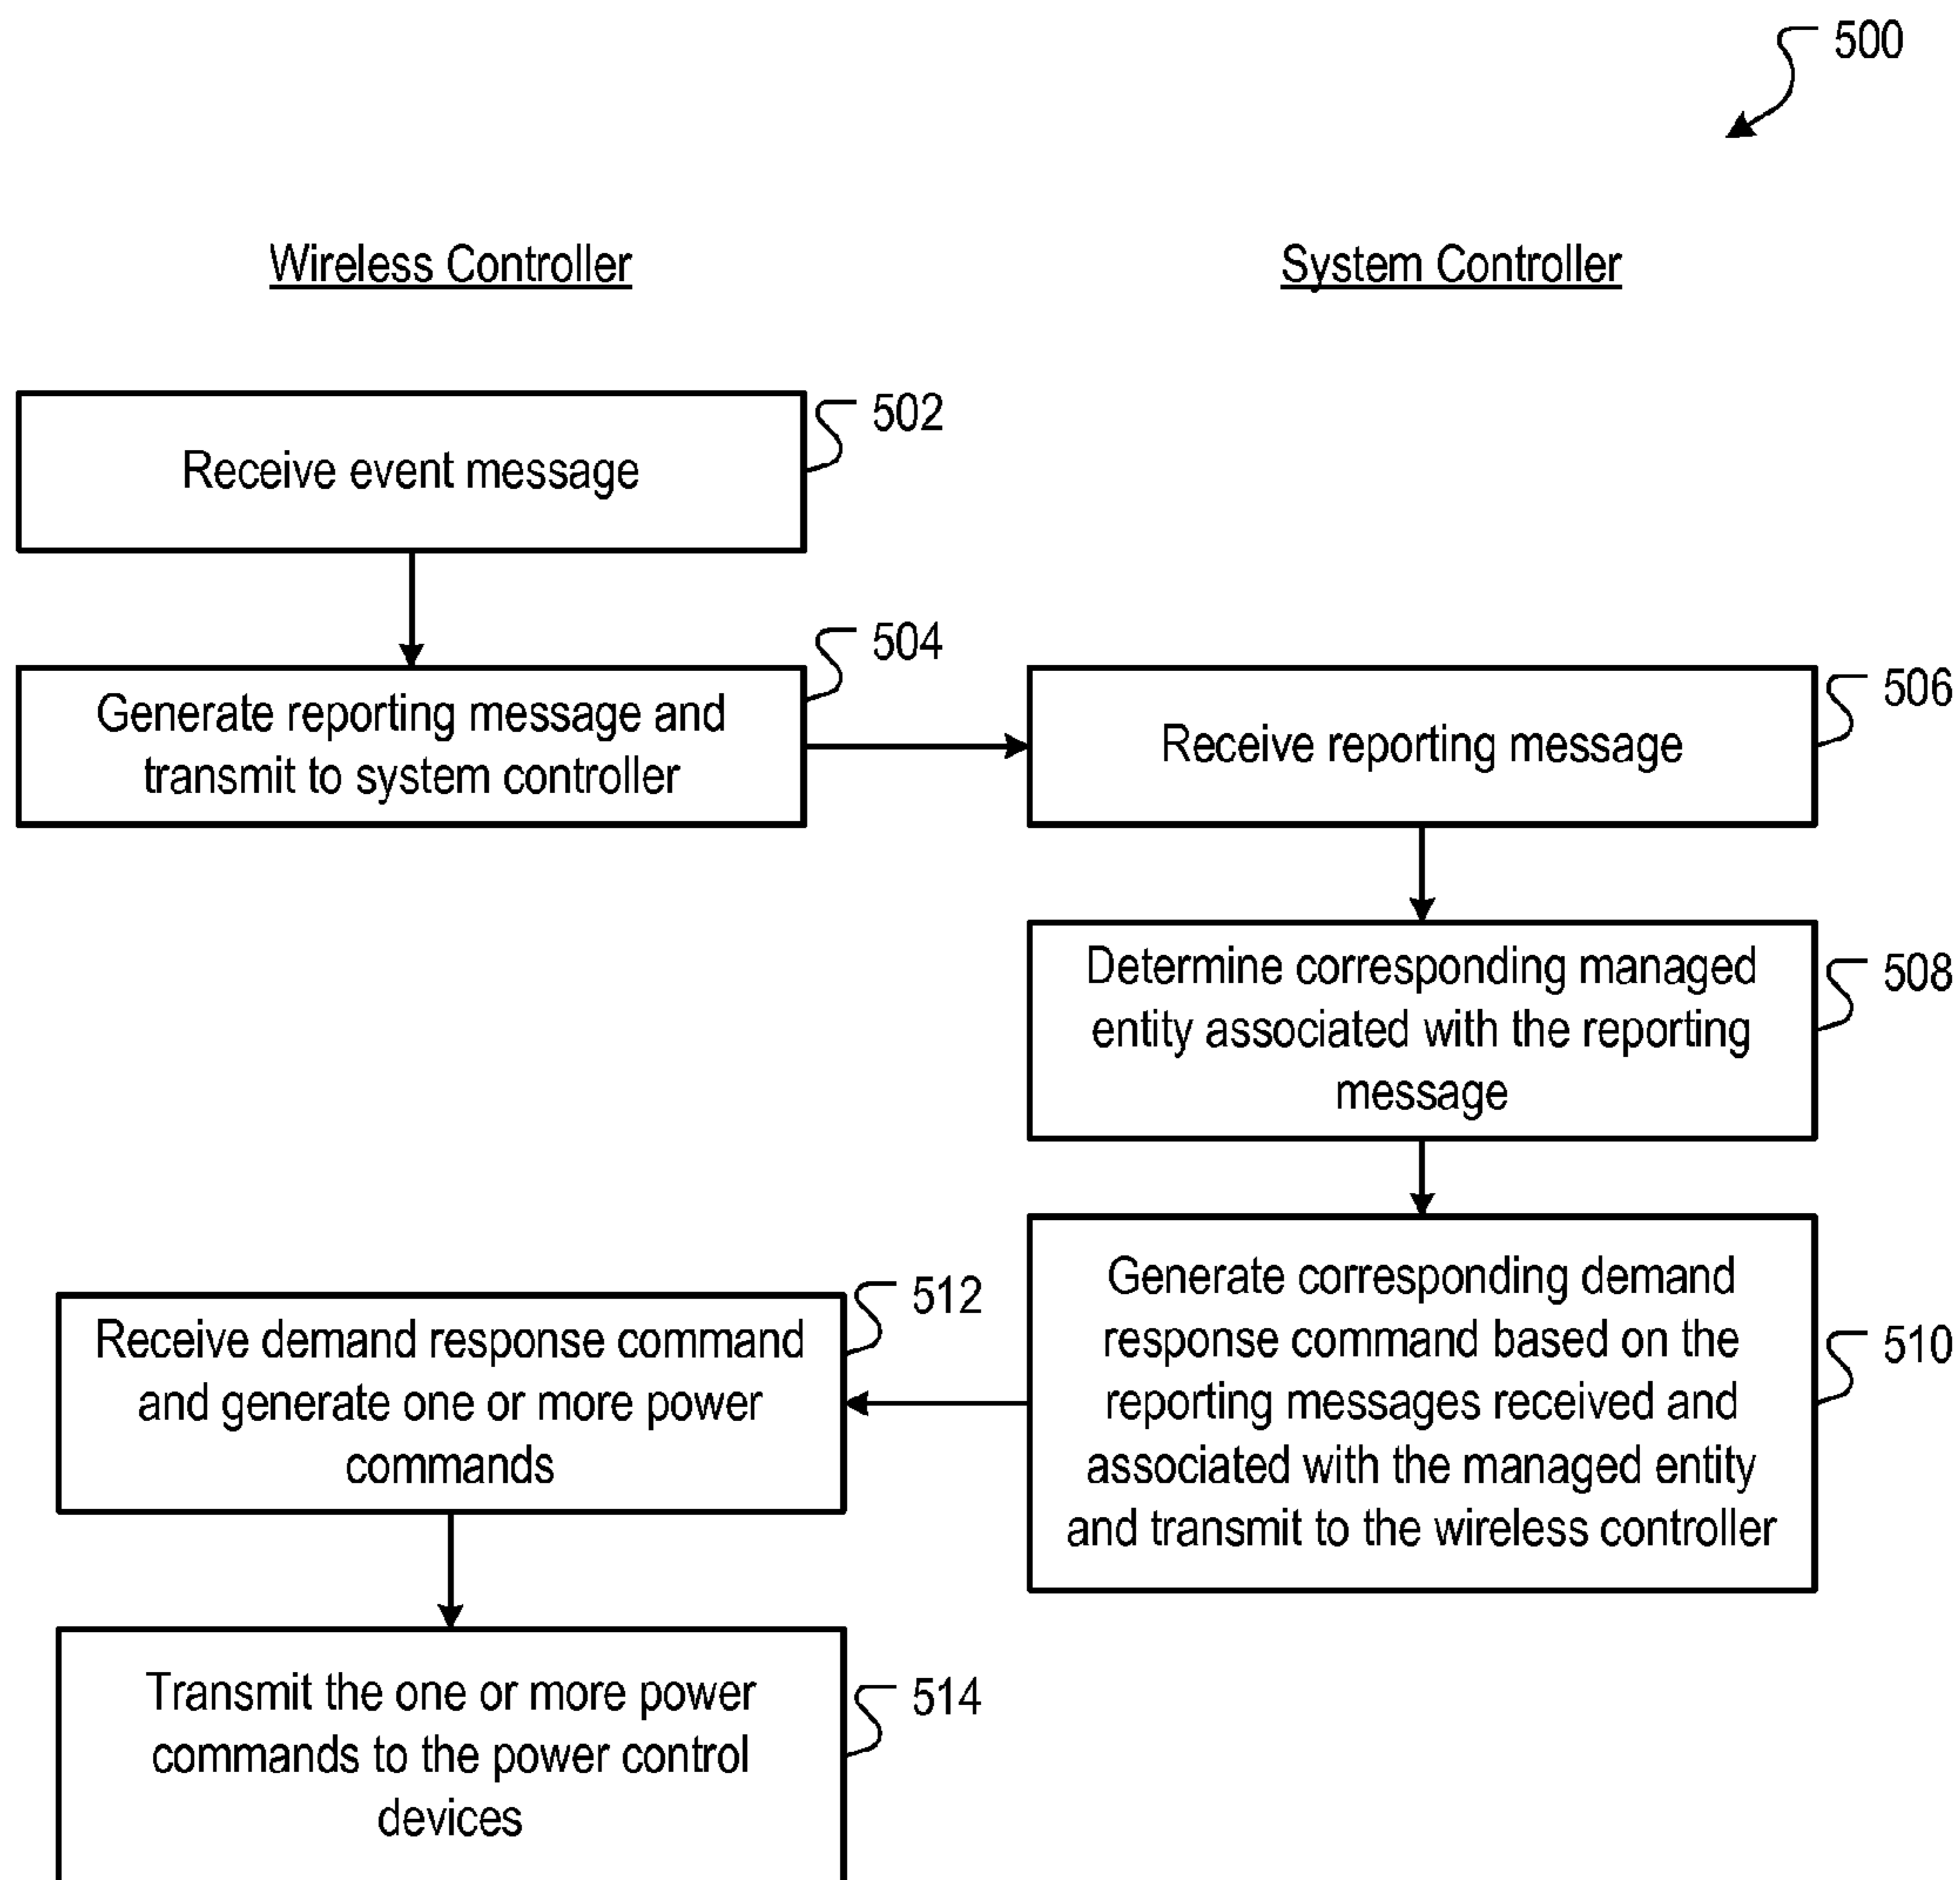 500
Wireless Controller
System Controller
502
Receive event message
504
Generate reporting message and
transmit to system controller
506
Receive reporting message
508
Determine corresponding managed
entity associated with the reporting
message
510
Generate corresponding demand
response command based on the
reporting messages received and
associated with the managed entity
and transmit to the wireless controller
512
Receive demand response command
and generate one or more power
commands
514
Transmit the one or more power
commands to the power control
devices